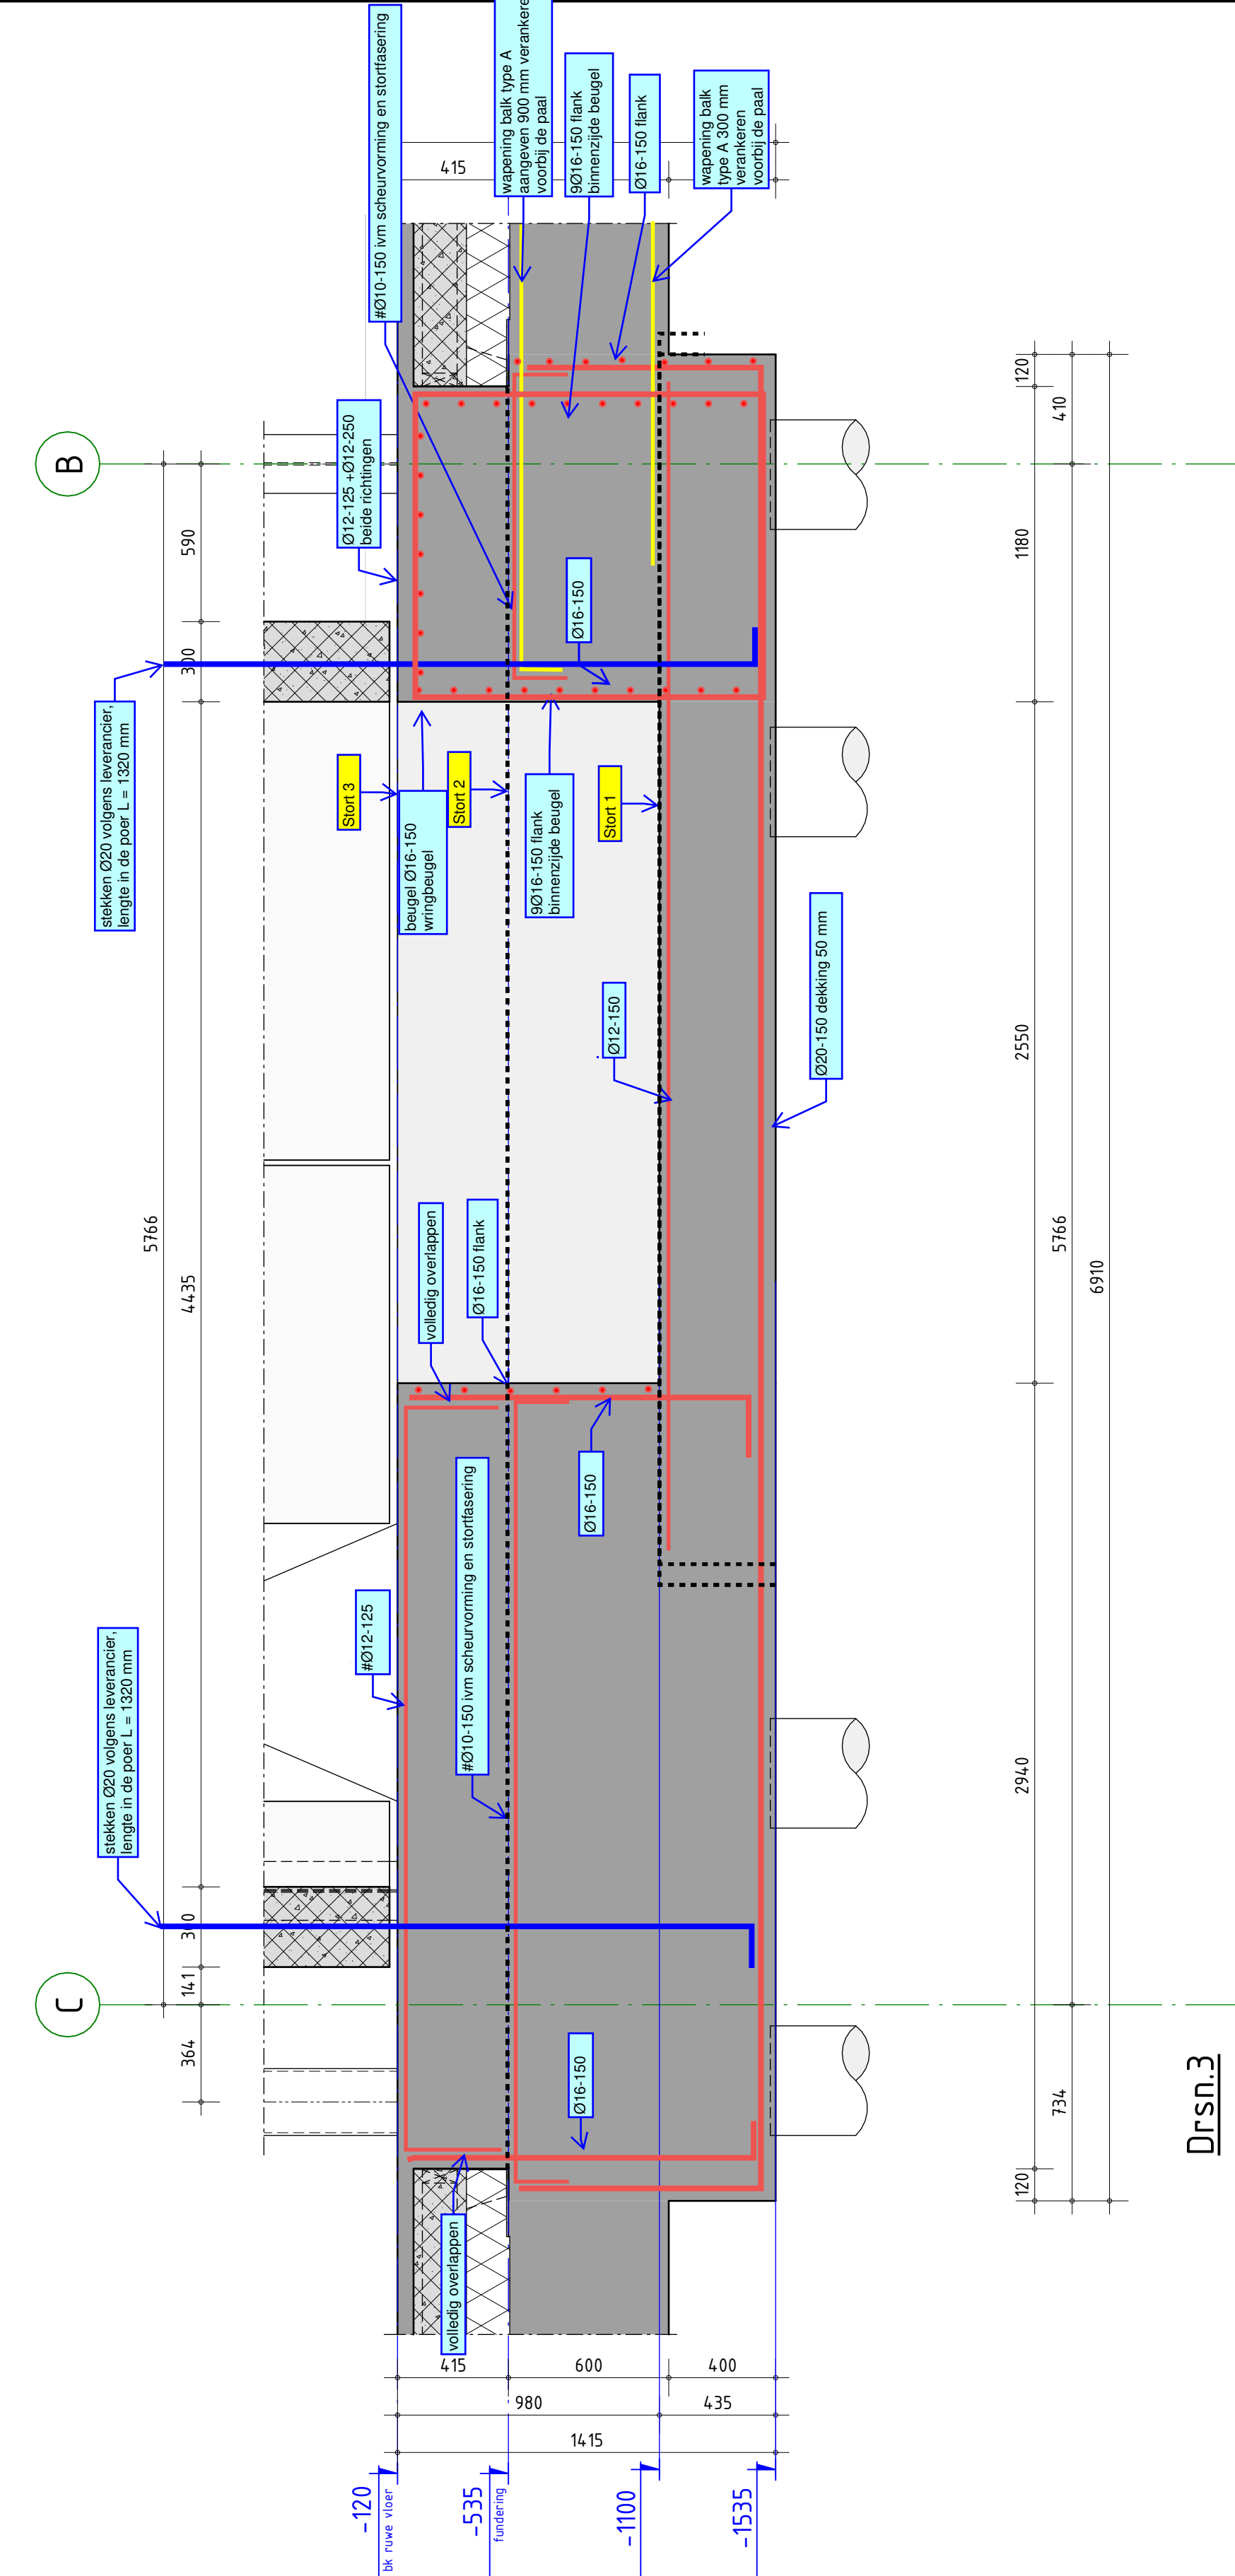 C
B
5766
364
141
300
4435
300
590
stekken Ø20 volgens leverancier,
lengte in de poer L = 1320 mm
stekken Ø20 volgens leverancier,
lengte in de poer L = 1320 mm
#Ø12-125
Ø12-125 +Ø12-250
beide richtingen
#Ø10-150 ivm scheurvorming en stortfasering
Stort 3
beugel Ø16-150
wringbeugel
volledig overlappen
volledig overlappen
Stort 2
415
#Ø10-150 ivm scheurvorming en stortfasering
Ø16-150 flank
wapening balk type A
aangeven 900 mm verankere
voorbij de paal
9Ø16-150 flank
binnenzijde beugel
9Ø16-150 flank
binnenzijde beugel
Ø16-150
Ø16-150
Ø16-150
Stort 1
Ø12-150
Ø16-150 flank
wapening balk
type A 300 mm
verankeren
voorbij de paal
Ø20-150 dekking 50 mm
415
600
400
980
435
1415
-120
bk ruwe vloer
-535
fundering
-1100
-1535
120
2940
2550
1180
120
734
5766
410
6910
Drsn.3